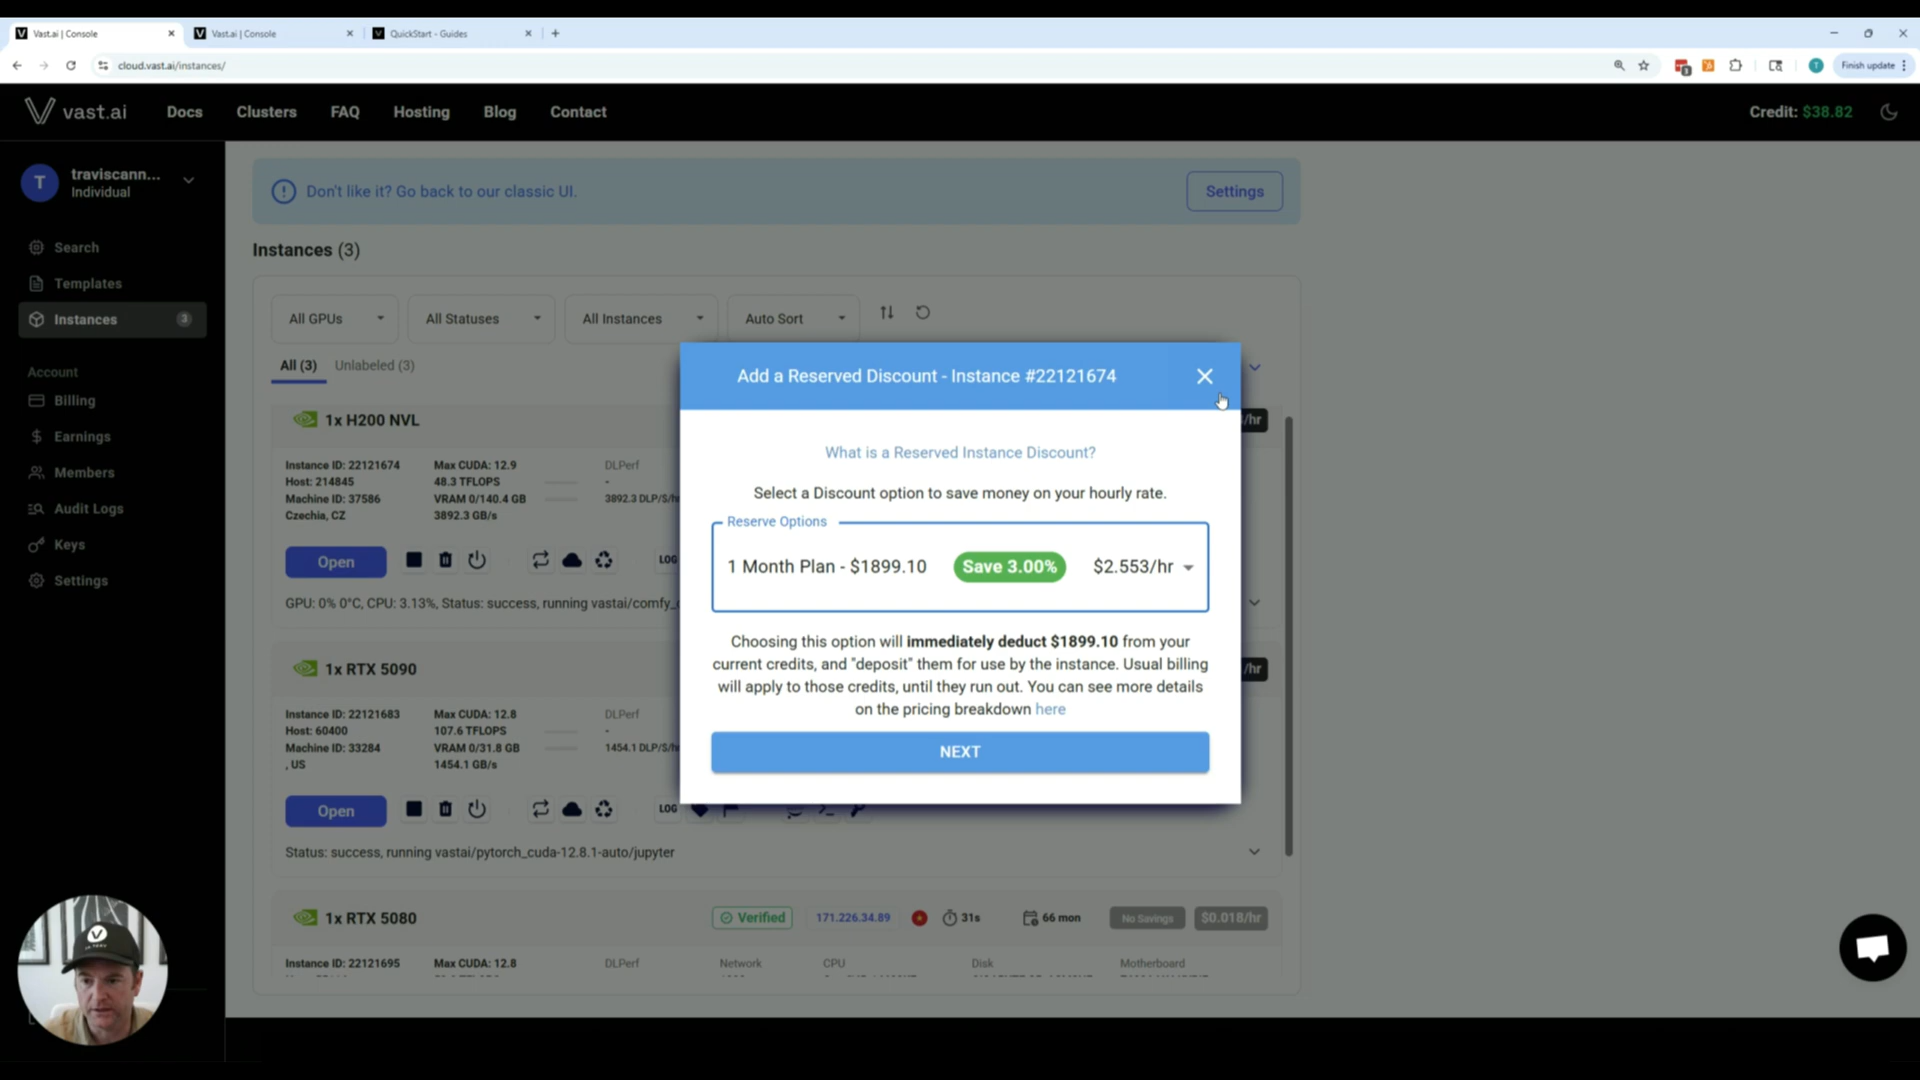 Vast.ai | Console
Vast.ai | Console
QuickStart - Guides
cloud.vast.ai/instances/
Finish update
vast.ai
Docs
Clusters
FAQ
Hosting
Blog
Contact
Credit: $38.82
T
traviscann...
Individual
Search
Templates
Instances
3
Account
Billing
Earnings
Members
Audit Logs
Keys
Settings
Don't like it? Go back to our classic UI.
Settings
Instances (3)
All GPUs
All Statuses
All Instances
Auto Sort
All (3)
Unlabeled (3)
1x H200 NVL
/hr
Instance ID: 22121674
Host: 214845
Machine ID: 37586
Czechia, CZ
Max CUDA: 12.9
48.3 TFLOPS
VRAM 0/140.4 GB
3892.3 GB/s
DLPerf
-
3892.3 DLP/$/h
Open
LOG
GPU: 0% 0°C, CPU: 3.13%, Status: success, running vastai/comfy_
1x RTX 5090
/hr
Instance ID: 22121683
Host: 60400
Machine ID: 33284
, US
Max CUDA: 12.8
107.6 TFLOPS
VRAM 0/31.8 GB
1454.1 GB/s
DLPerf
-
1454.1 DLP/$/h
Open
LOG
Status: success, running vastai/pytorch_cuda-12.8.1-auto/jupyter
1x RTX 5080
Verified
171.226.34.89
31s
66 mon
No Savings
$0.018/hr
Instance ID: 22121695
Max CUDA: 12.8
DLPerf
Network
CPU
Disk
Motherboard
Add a Reserved Discount - Instance #22121674
What is a Reserved Instance Discount?
Select a Discount option to save money on your hourly rate.
Reserve Options
1 Month Plan - $1899.10
Save 3.00%
$2.553/hr
Choosing this option will immediately deduct $1899.10 from your
current credits, and "deposit" them for use by the instance. Usual billing
will apply to those credits, until they run out. You can see more details
on the pricing breakdown here
NEXT